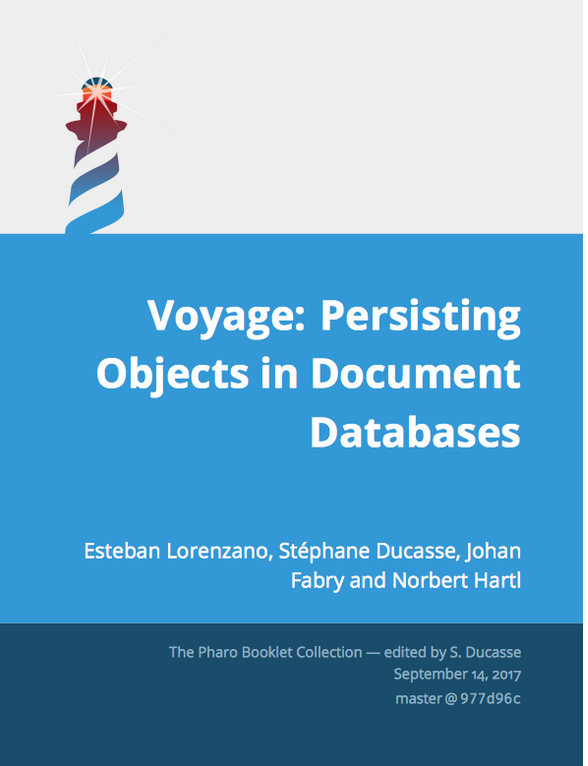 Voyage: Persisting
Objects in Document
Databases
Esteban Lorenzano, Stéphane Ducasse, Johan
Fabry and Norbert Hartl
The Pharo Booklet Collection — edited by S. Ducasse
September 14, 2017
master @ 977d96c